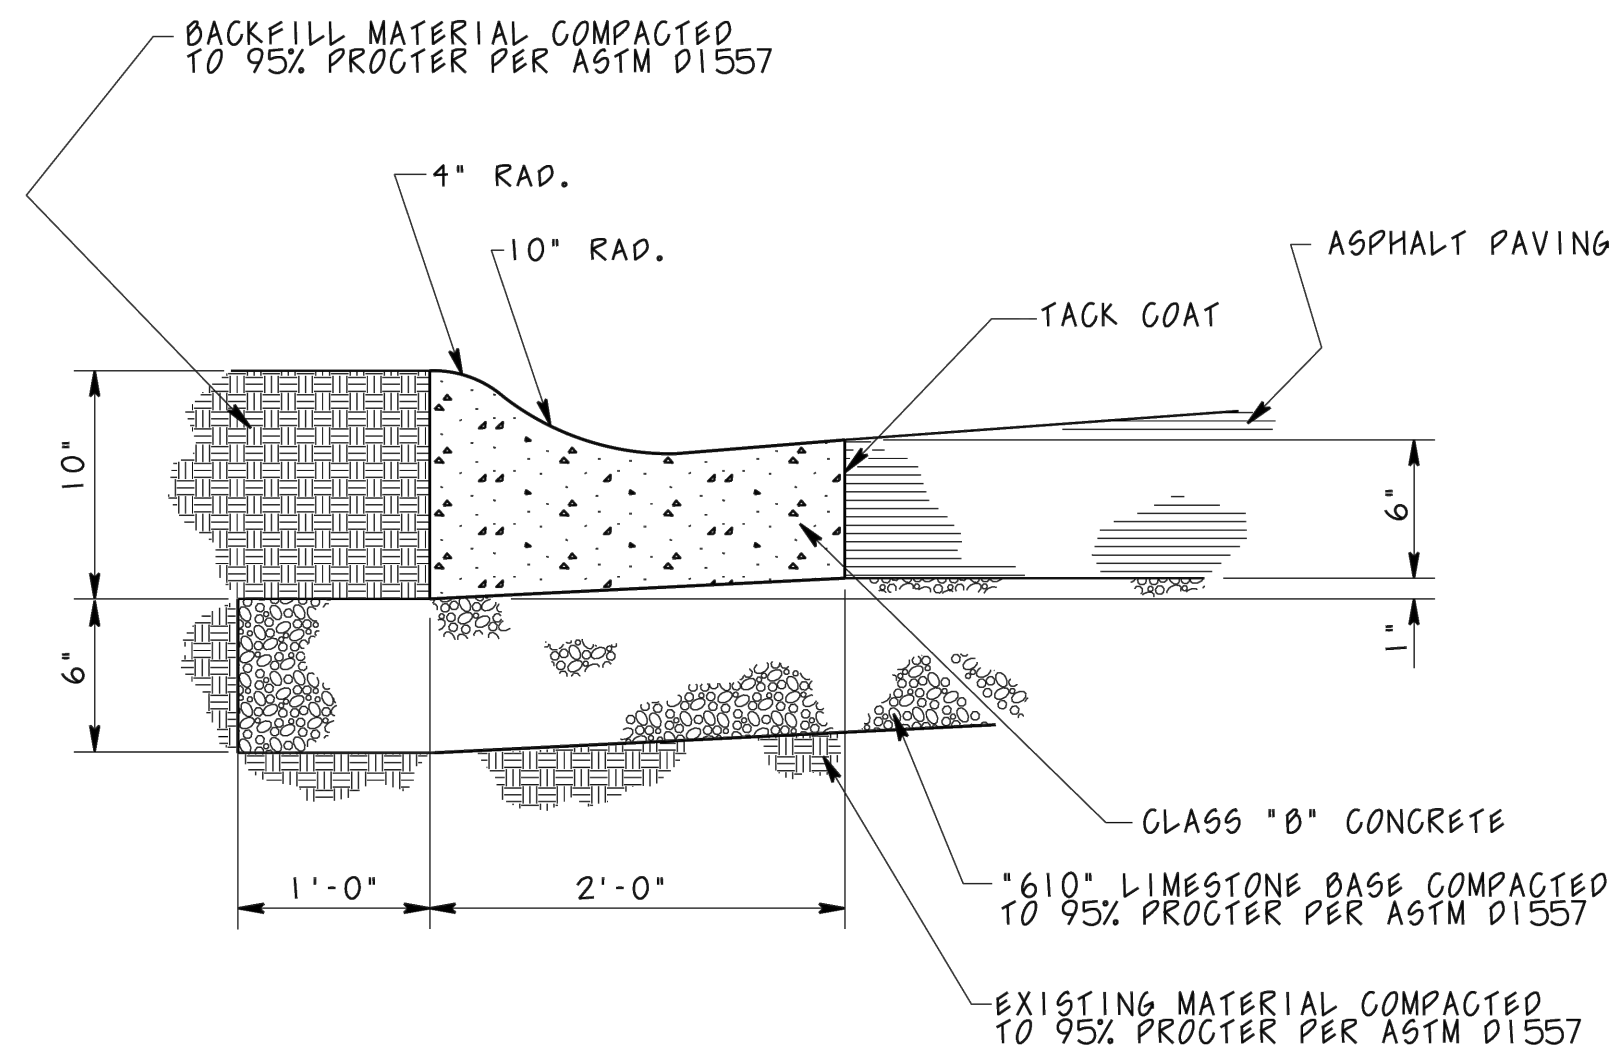 BACKFILL MATERIAL COMPACTED
TO 95% PROCTER PER ASTM D1557
4" RAD.
10" RAD.
ASPHALT PAVING
TACK COAT
10"
6"
6"
1"
CLASS "B" CONCRETE
1'-0"
2'-0"
"610" LIMESTONE BASE COMPACTED
TO 95% PROCTER PER ASTM D1557
EXISTING MATERIAL COMPACTED
TO 95% PROCTER PER ASTM D1557